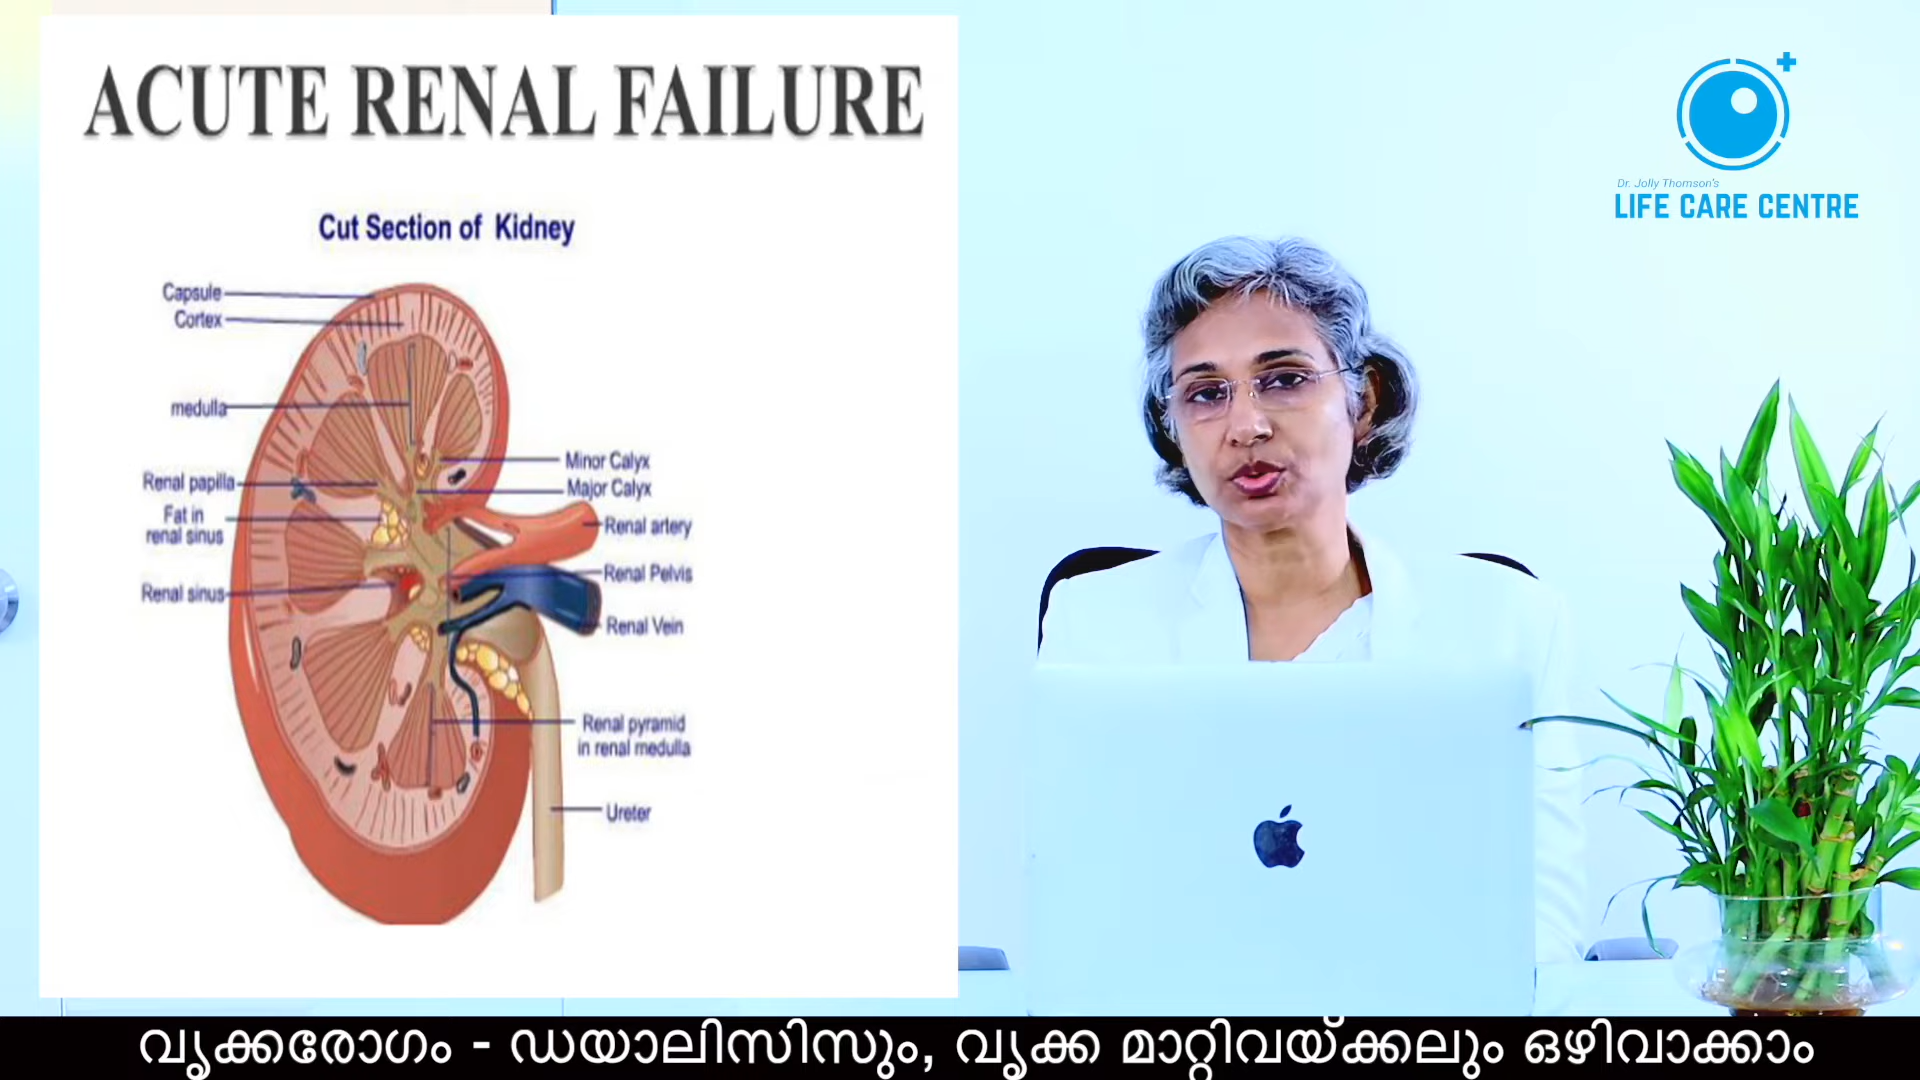 ACUTE RENAL FAILURE
Cut Section of Kidney
Capsule
Cortex
medulla
Renal papilla
Fat in
renal sinus
Renal sinus
Minor Calyx
Major Calyx
Renal artery
Renal Pelvis
Renal Vein
Renal pyramid
in renal medulla
Ureter
Dr. Jolly Thomson's
LIFE CARE CENTRE
വൃക്കരോഗം - ഡയാലിസിസും, വൃക്ക മാറ്റിവയ്ക്കലും ഒഴിവാക്കാം